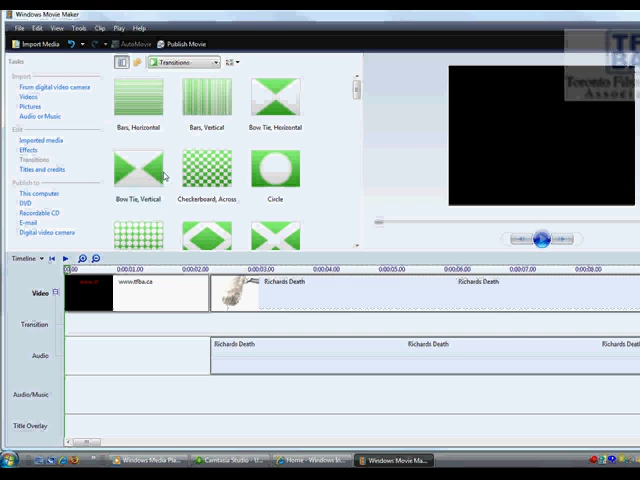 Windows Movie Maker
File Edit View Tools Clip Play Help
Import Media AutoMovie Publish Movie
Tasks
Transitions
Import
From digital video camera
Videos
Pictures
Audio or Music
Edit
Imported media
Effects
Transitions
Titles and credits
Publish to
This computer
DVD
Recordable CD
E-mail
Digital video camera
Bars, Horizontal Bars, Vertical Bow Tie, Horizontal
Bow Tie, Vertical Checkerboard, Across Circle
Timeline
0:00:01.00 0:00:02.00 0:00:03.00 0:00:04.00 0:00:05.00 0:00:06.00 0:00:07.00 0:00:08.00
Video www.tfba.ca Richards Death Richards Death
Transition
Audio Richards Death Richards Death Richards Death
Audio/Music
Title Overlay
Windows Media Pla... Camtasia Studio - U... Home - Windows In... Windows Movie Ma...